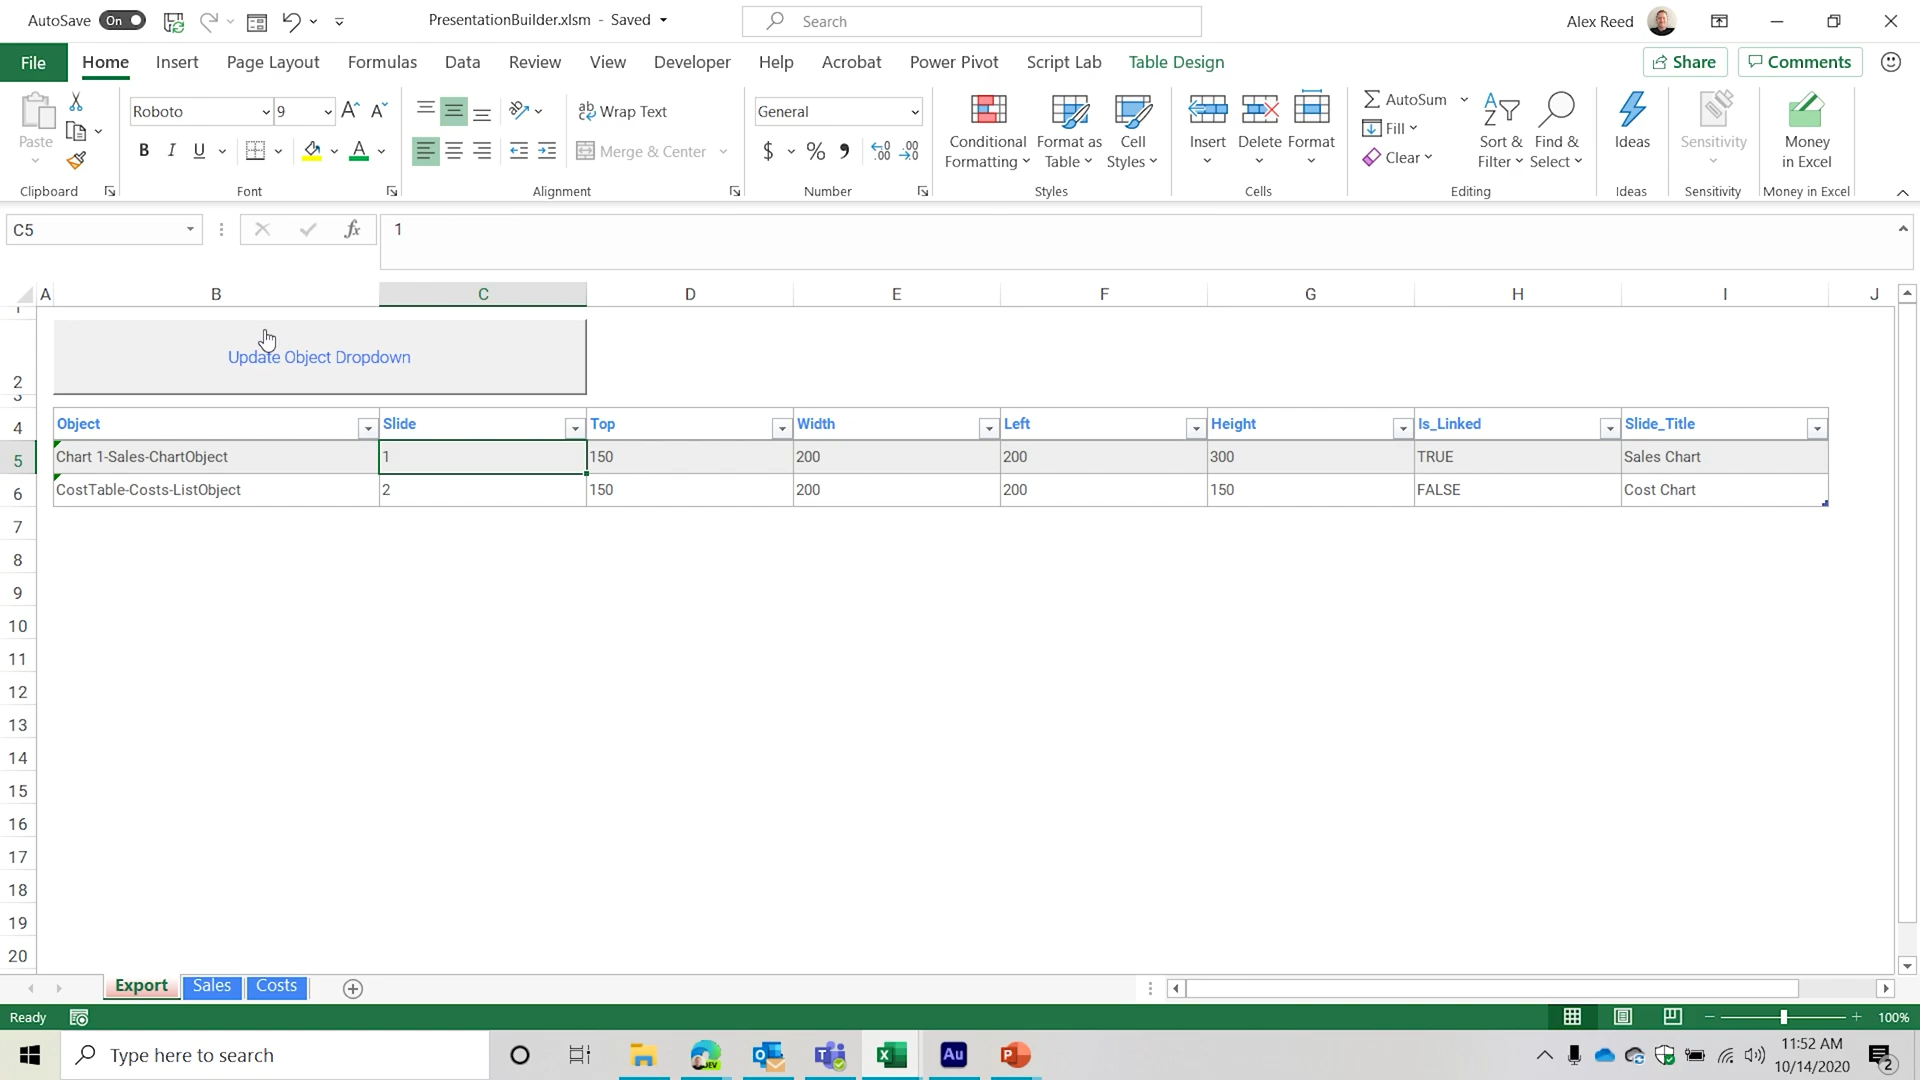 AutoSave On PresentationBuilder.xlsm - Saved Search Alex Reed
File Home Insert Page Layout Formulas Data Review View Developer Help Acrobat Power Pivot Script Lab Table Design Share Comments
Paste
Clipboard
Roboto 9
B I U A
Font
ab Wrap Text
Merge & Center
Alignment
General
$ % 9
Number
Conditional Formatting
Format as Table
Cell Styles
Styles
Insert Delete Format
Cells
AutoSum
Fill
Clear
Sort & Filter
Find & Select
Editing
Ideas
Ideas
Sensitivity
Sensitivity
Money in Excel
Money in Excel
C5 fx 1
A B C D E F G H I J
1
2 Update Object Dropdown
3
4 Object Slide Top Width Left Height Is_Linked Slide_Title
5 Chart 1-Sales-ChartObject 1 150 200 200 300 TRUE Sales Chart
6 CostTable-Costs-ListObject 2 150 200 200 150 FALSE Cost Chart
7
8
9
10
11
12
13
14
15
16
17
18
19
20
Export Sales Costs
Ready 100%
Type here to search DEV Au P 11:52 AM
10/14/2020 2